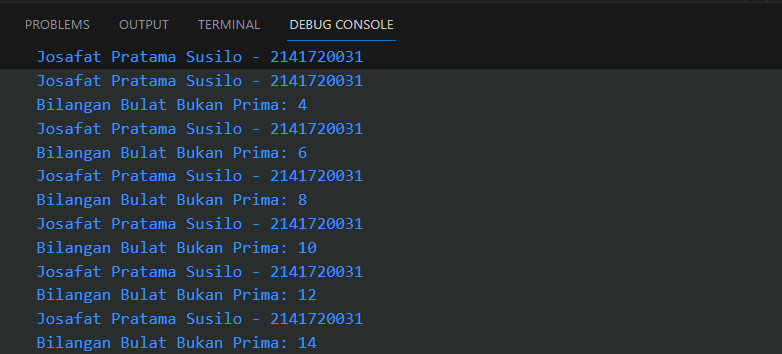 PROBLEMS OUTPUT TERMINAL DEBUG CONSOLE
Josafat Pratama Susilo - 2141720031
Josafat Pratama Susilo - 2141720031
Bilangan Bulat Bukan Prima: 4
Josafat Pratama Susilo - 2141720031
Bilangan Bulat Bukan Prima: 6
Josafat Pratama Susilo - 2141720031
Bilangan Bulat Bukan Prima: 8
Josafat Pratama Susilo - 2141720031
Bilangan Bulat Bukan Prima: 10
Josafat Pratama Susilo - 2141720031
Bilangan Bulat Bukan Prima: 12
Josafat Pratama Susilo - 2141720031
Bilangan Bulat Bukan Prima: 14